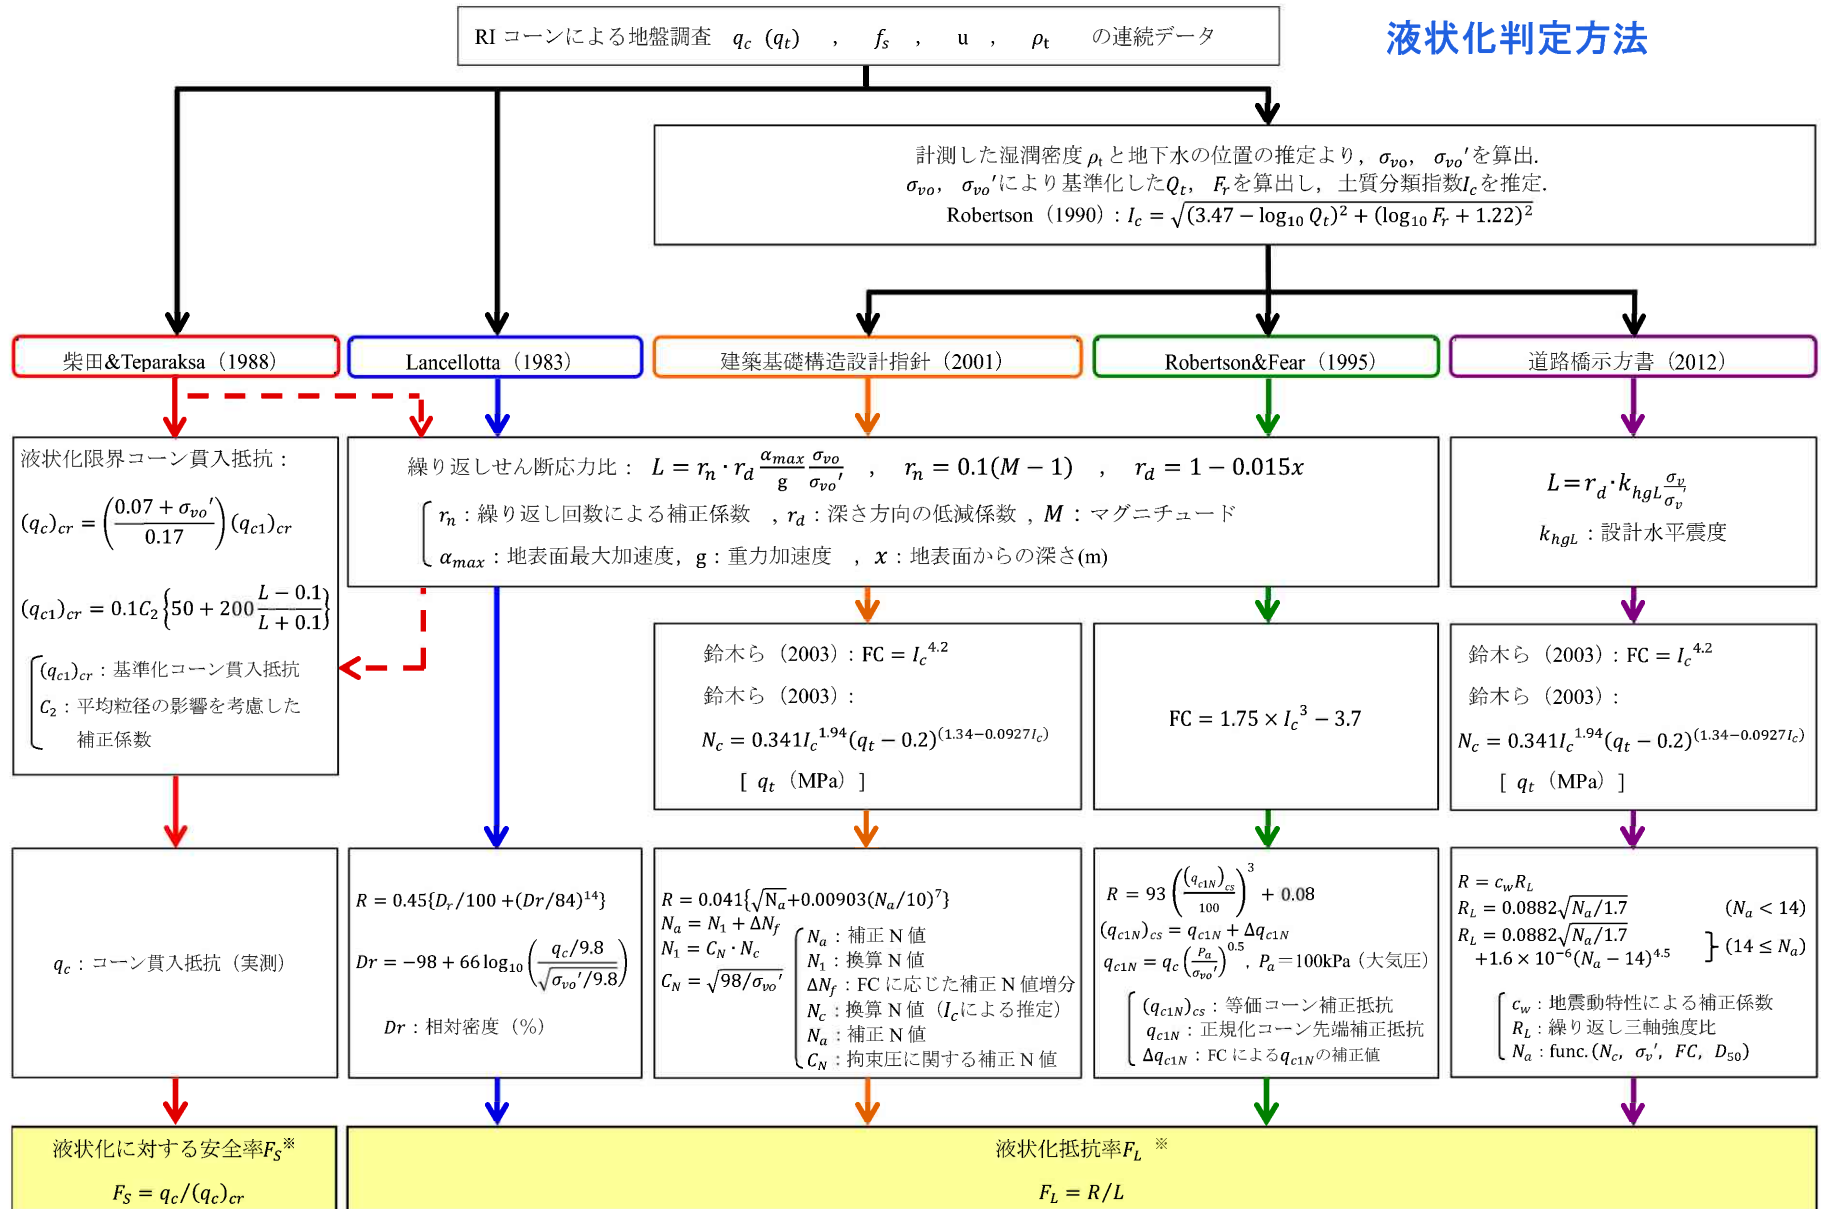 液状化判定方法
RI コーンによる地盤調査 q_c (q_t) , f_s , u , ρ_t の連続データ
計測した湿潤密度 ρ_t と地下水の位置の推定より, σ_vo, σ_vo′を算出.
σ_vo, σ_vo′により基準化したQ_t, F_rを算出し, 土質分類指数I_cを推定.
Robertson (1990) : I_c = √((3.47 − log₁₀ Q_t)² + (log₁₀ F_r + 1.22)²)
柴田&Teparaksa (1988)
Lancellotta (1983)
建築基礎構造設計指針 (2001)
Robertson&Fear (1995)
道路橋示方書 (2012)
液状化限界コーン貫入抵抗 :
(q_c)_cr = ((0.07 + σ_vo′)/0.17) (q_c1)_cr
(q_c1)_cr = 0.1C₂{50 + 200 (L − 0.1)/(L + 0.1)}
(q_c1)_cr : 基準化コーン貫入抵抗
C₂ : 平均粒径の影響を考慮した
補正係数
繰り返しせん断応力比 : L = r_n · r_d (α_max/g) (σ_vo/σ_vo′) , r_n = 0.1(M − 1) , r_d = 1 − 0.015x
r_n : 繰り返し回数による補正係数 , r_d : 深さ方向の低減係数 , M : マグニチュード
α_max : 地表面最大加速度, g : 重力加速度 , x : 地表面からの深さ(m)
L = r_d · k_hgL (σ_v/σ_v′)
k_hgL : 設計水平震度
鈴木ら (2003) : FC = I_c^4.2
鈴木ら (2003) :
N_c = 0.341I_c^1.94(q_t − 0.2)^(1.34−0.0927I_c)
[ q_t (MPa) ]
FC = 1.75 × I_c³ − 3.7
鈴木ら (2003) : FC = I_c^4.2
鈴木ら (2003) :
N_c = 0.341I_c^1.94(q_t − 0.2)^(1.34−0.0927I_c)
[ q_t (MPa) ]
q_c : コーン貫入抵抗 (実測)
R = 0.45{D_r/100 +(Dr/84)^14}
Dr = −98 + 66 log₁₀ ((q_c/9.8)/√(σ_vo′/9.8))
Dr : 相対密度 (%)
R = 0.041{√N_a+0.00903(N_a/10)⁷}
N_a = N₁ + ΔN_f
N₁ = C_N · N_c
C_N = √(98/σ_vo′)
N_a : 補正 N 値
N₁ : 換算 N 値
ΔN_f : FC に応じた補正 N 値増分
N_c : 換算 N 値 (I_cによる推定)
N_a : 補正 N 値
C_N : 拘束圧に関する補正 N 値
R = 93 ((q_c1N)_cs/100)³ + 0.08
(q_c1N)_cs = q_c1N + Δq_c1N
q_c1N = q_c (P_a/σ_vo′)^0.5, P_a=100kPa (大気圧)
(q_c1N)_cs : 等価コーン補正抵抗
q_c1N : 正規化コーン先端補正抵抗
Δq_c1N : FC によるq_c1Nの補正値
R = c_w R_L
R_L = 0.0882√(N_a/1.7) (N_a < 14)
R_L = 0.0882√(N_a/1.7)
+1.6 × 10⁻⁶(N_a − 14)^4.5 } (14 ≤ N_a)
c_w : 地震動特性による補正係数
R_L : 繰り返し三軸強度比
N_a : func.(N_c, σ_v′, FC, D₅₀)
液状化に対する安全率F_S※
F_S = q_c/(q_c)_cr
液状化抵抗率F_L ※
F_L = R/L